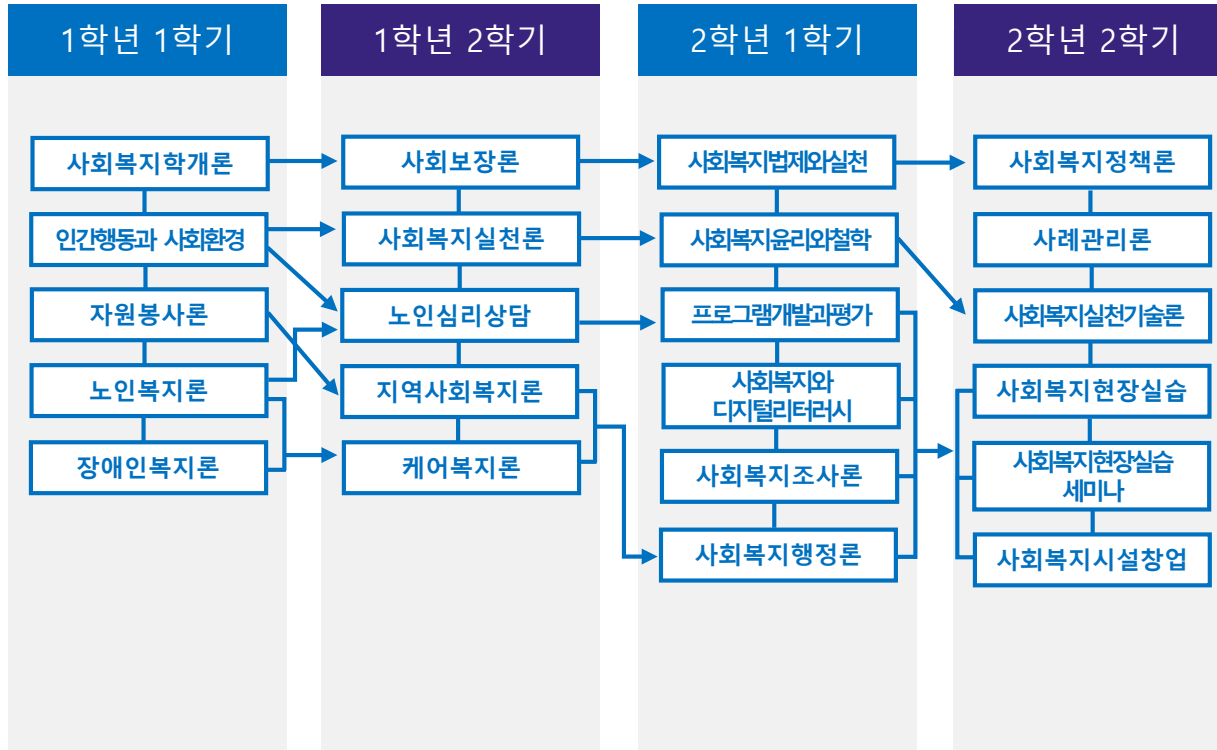 1학년 1학기
1학년 2학기
2학년 1학기
2학년 2학기
사회복지학개론
인간행동과 사회환경
자원봉사론
노인복지론
장애인복지론
사회보장론
사회복지실천론
노인심리상담
지역사회복지론
케어복지론
사회복지법제와실천
사회복지윤리와철학
프로그램개발과평가
사회복지와
디지털리터러시
사회복지조사론
사회복지행정론
사회복지정책론
사례관리론
사회복지실천기술론
사회복지현장실습
사회복지현장실습
세미나
사회복지시설창업